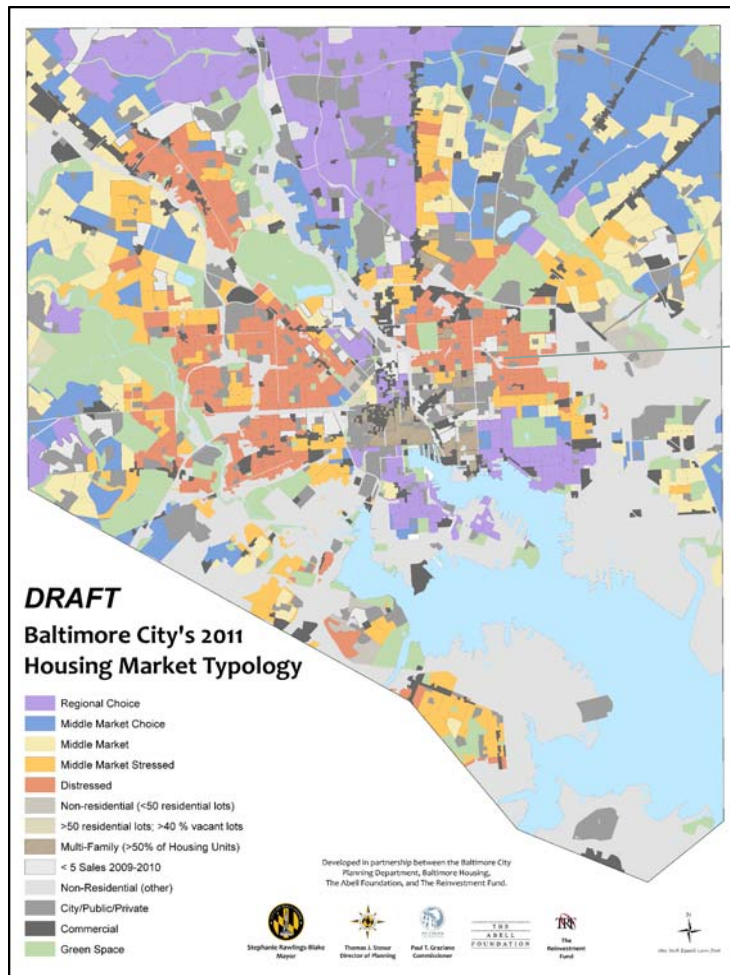 DRAFT
Baltimore City's 2011
Housing Market Typology
Regional Choice
Middle Market Choice
Middle Market
Middle Market Stressed
Distressed
Non-residential (<50 residential lots)
>50 residential lots; >40 % vacant lots
Multi-Family (>50% of Housing Units)
< 5 Sales 2009-2010
Non-Residential (other)
City/Public/Private
Commercial
Green Space
Developed in partnership between the Baltimore City
Planning Department, Baltimore Housing,
The Abell Foundation, and The Reinvestment Fund.
Stephanie Rawlings-Blake
Mayor
Thomas J. Stosur
Director of Planning
Paul T. Graziano
Commissioner
THE
ABELL
FOUNDATION
TRF
The
Reinvestment
Fund
N